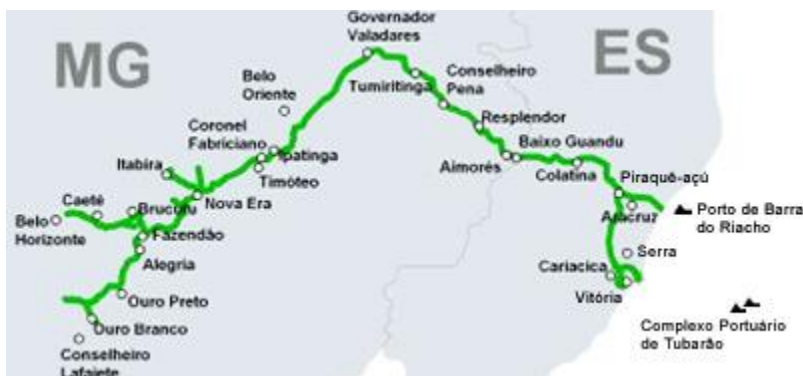 MG
ES
Governador
Valadares
Tumiritinga
Conselheiro
Pena
Belo
Oriente
Resplendor
Coronel
Fabriciano
Ipatinga
Timóteo
Aimorés
Baixo Guandu
Colatina
Itabira
Nova Era
Piraquê-açú
Aracruz
Porto de Barra
do Riacho
Caeté
Brucutu
Belo
Horizonte
Fazendão
Alegria
Serra
Cariacica
Vitória
Ouro Preto
Ouro Branco
Complexo Portuário
de Tubarão
Conselheiro
Lafaiete